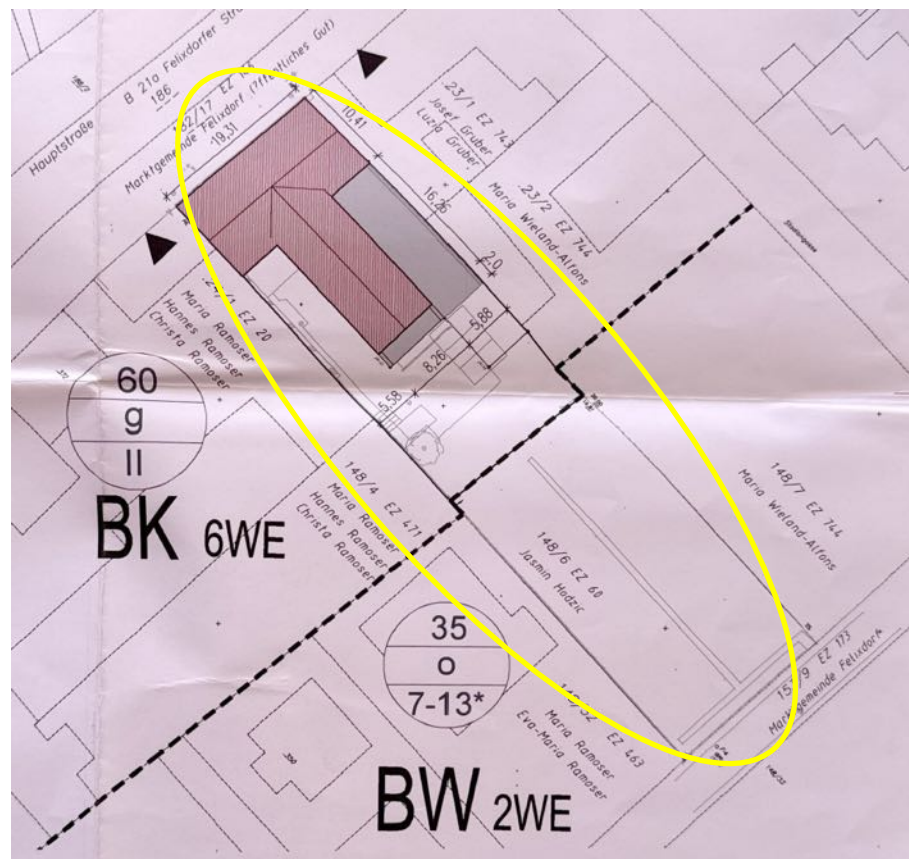 Hauptstraße B 21a Felixdorfer Str
186
Marktgemeinde Felixdorf
19,31
10,41
.23/1 EZ 743
Josef Gruber
Luzia Gruber
16,26
.23/2 EZ 744
Maria Wieland-Alfons
2,0
5,88
8,26
5,58
EZ 20
Maria Ramoser
Hannes Ramoser
Christa Ramoser
60
g
II
BK 6WE
148/4 EZ 471
Maria Ramoser
Hannes Ramoser
Christa Ramoser
148/7 EZ 744
Maria Wieland-Alfons
148/6 EZ 60
Jasmin Hadzic
35
o
7-13*
EZ 173
Marktgemeinde Felixdorf
EZ 463
Maria Ramoser
Eva-Maria Ramoser
BW 2WE